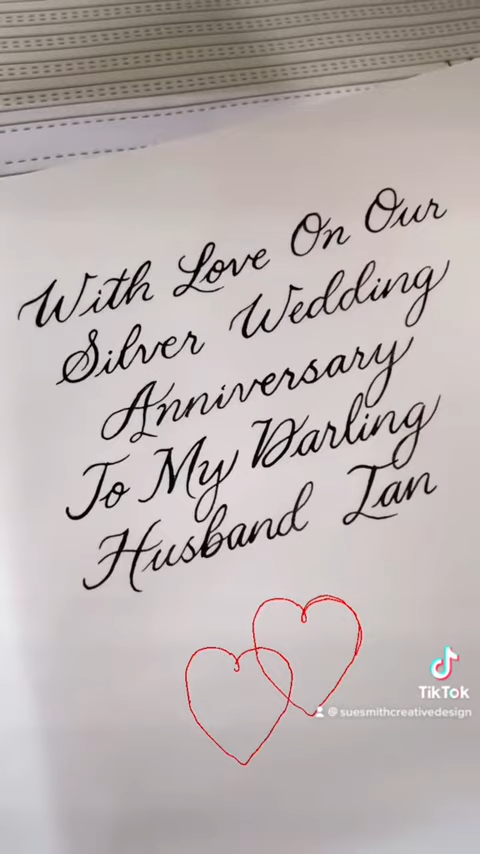 With Love On Our
Silver Wedding
Anniversary
To My Darling
Husband Ian
TikTok
@suesmithcreativedesign